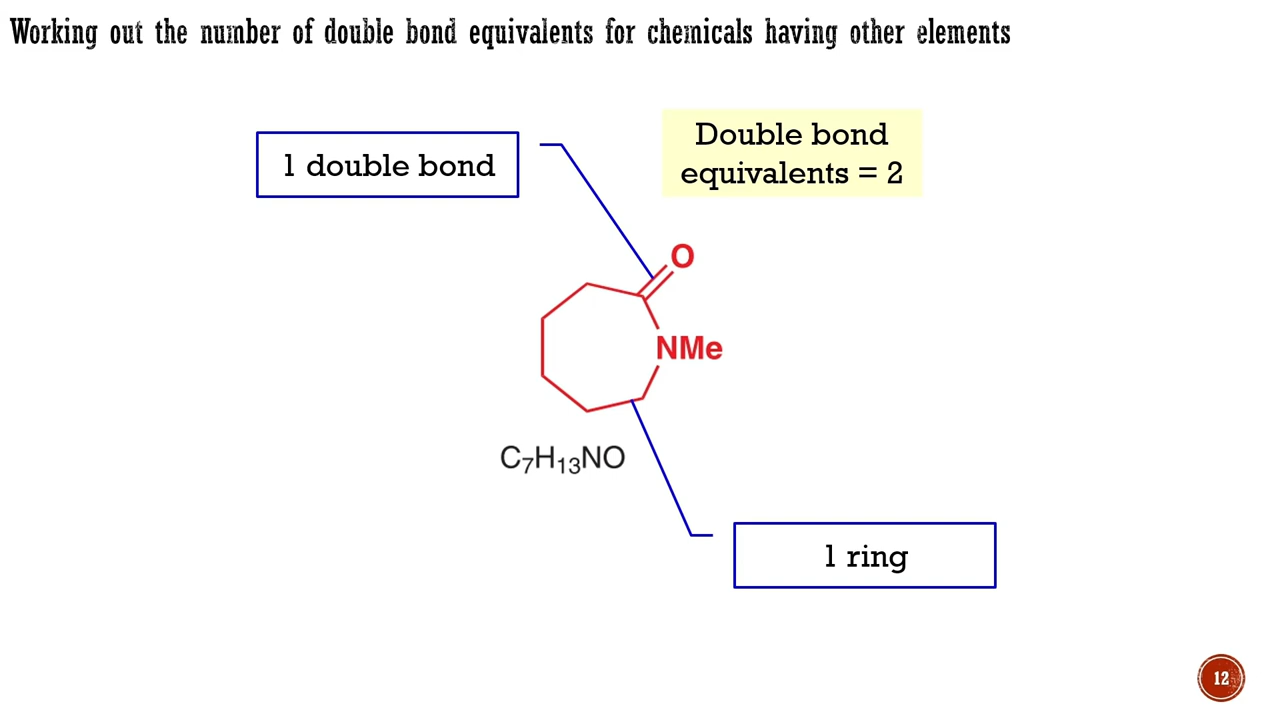 Working out the number of double bond equivalents for chemicals having other elements
1 double bond
Double bond
equivalents = 2
O
NMe
C₇H₁₃NO
1 ring
12